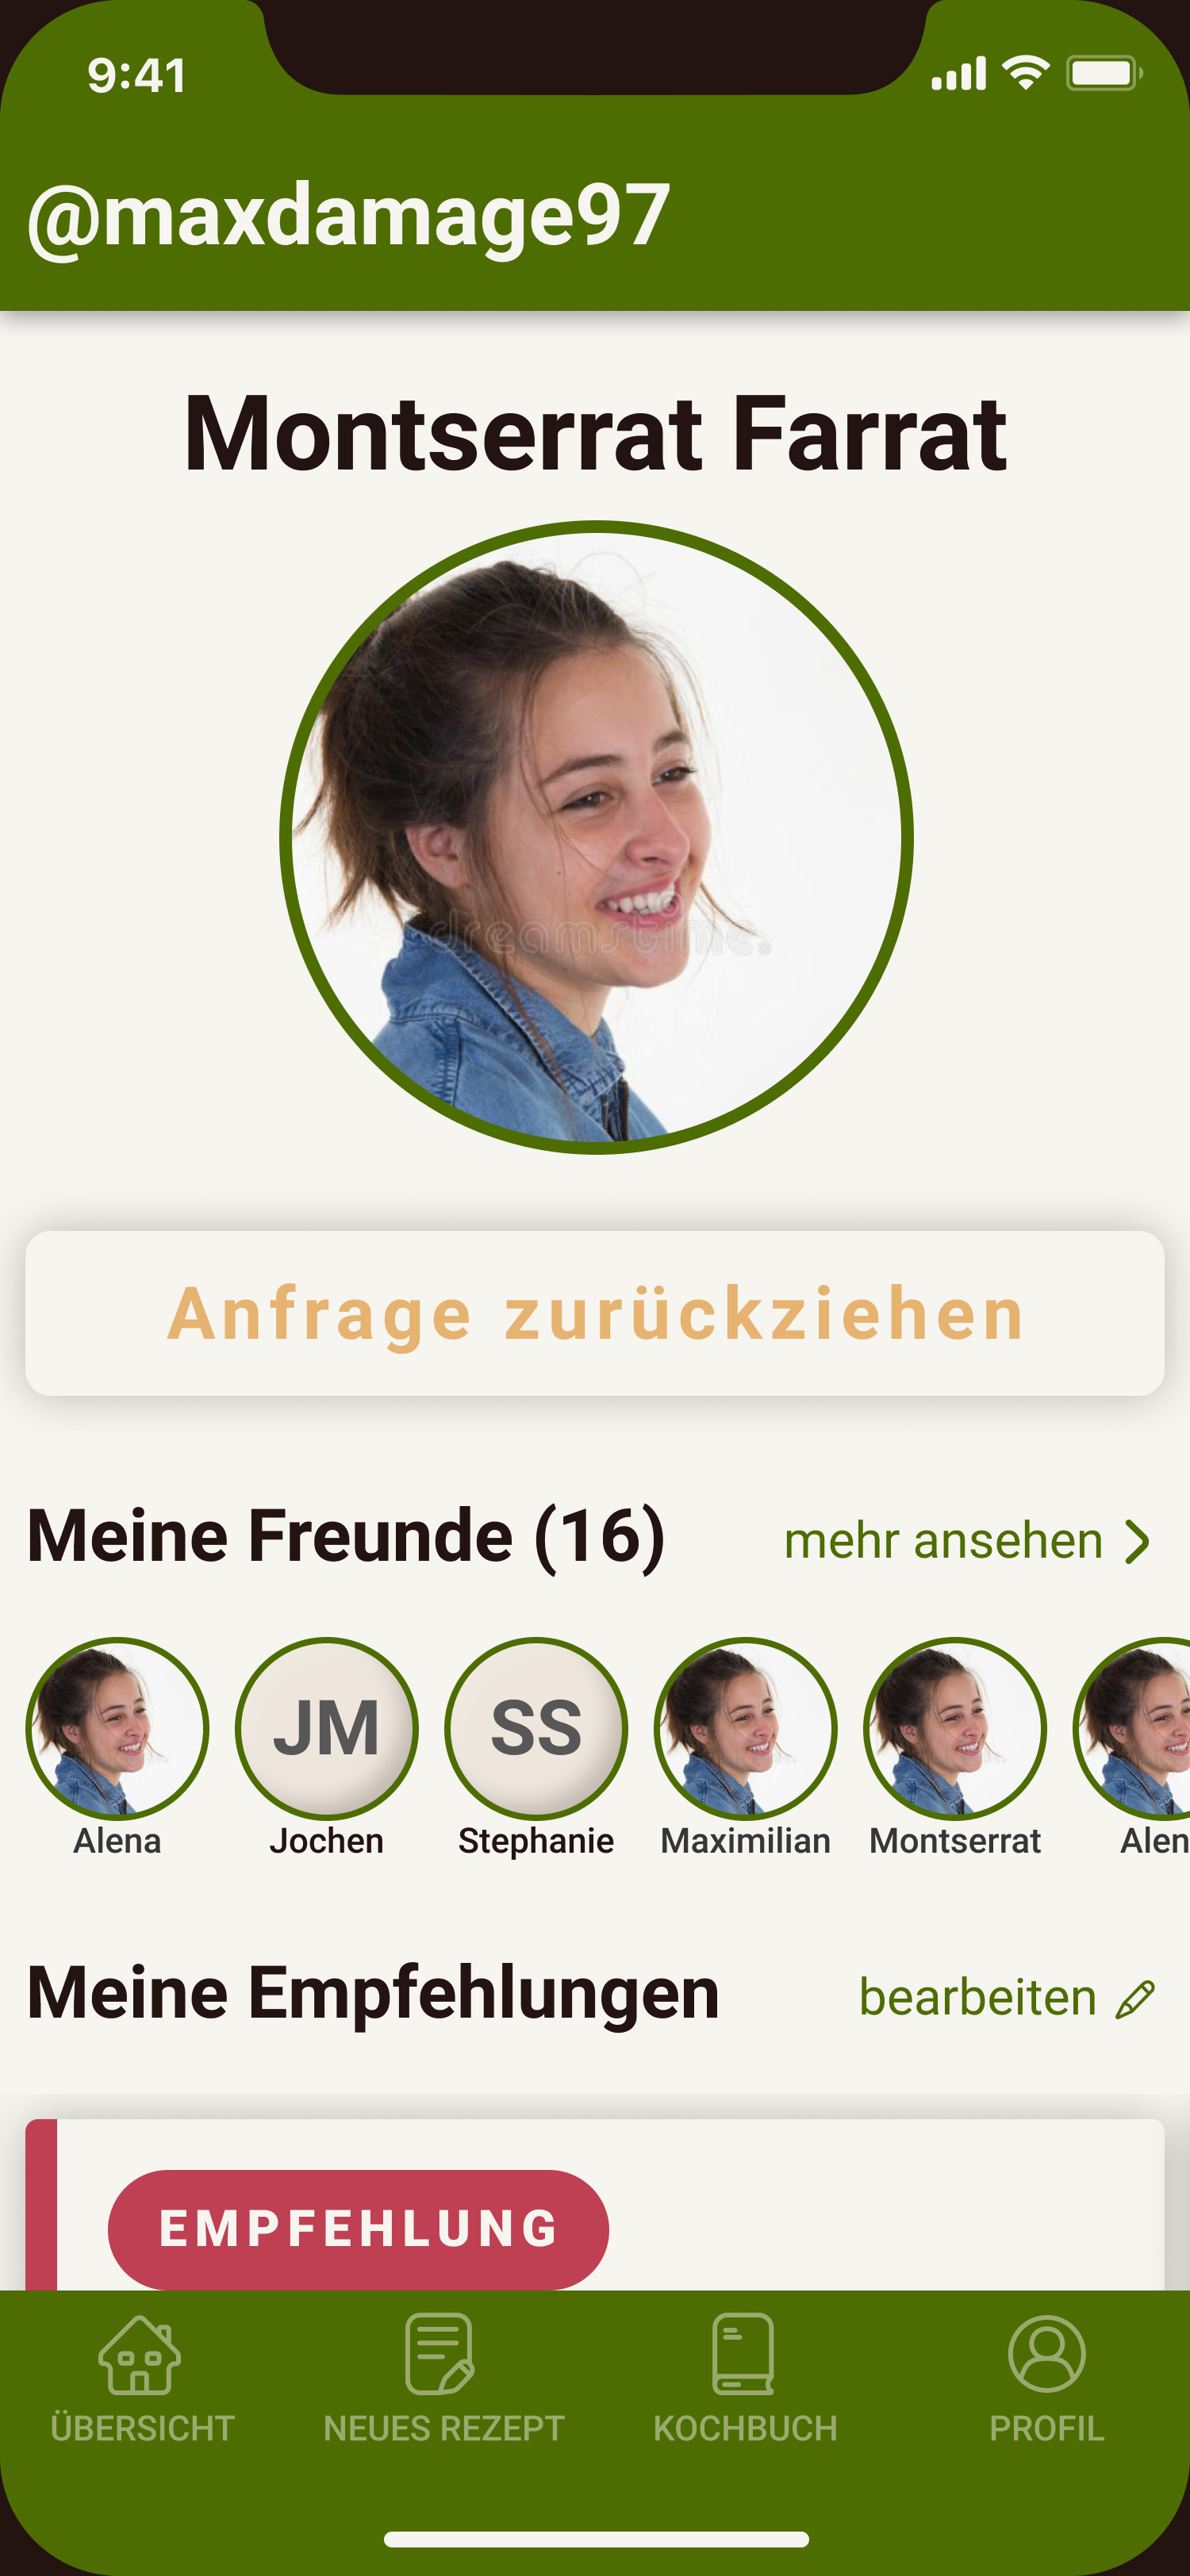 9:41
@maxdamage97
Montserrat Farrat
dreamstime.
Anfrage zurückziehen
Meine Freunde (16) mehr ansehen
JM SS
Alena Jochen Stephanie Maximilian Montserrat Alen
Meine Empfehlungen bearbeiten
EMPFEHLUNG
ÜBERSICHT NEUES REZEPT KOCHBUCH PROFIL